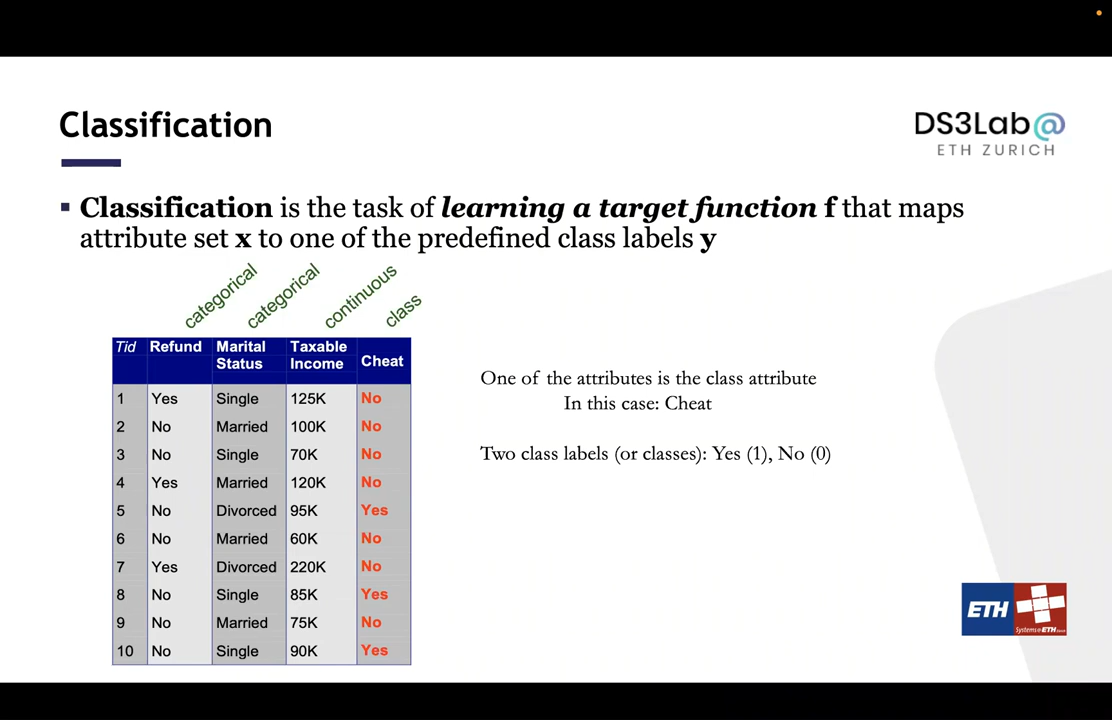 Classification
DS3Lab@
ETH ZURICH
▪ Classification is the task of learning a target function f that maps
attribute set x to one of the predefined class labels y
categorical categorical continuous class
Tid Refund Marital Status Taxable Income Cheat
1 Yes Single 125K No
2 No Married 100K No
3 No Single 70K No
4 Yes Married 120K No
5 No Divorced 95K Yes
6 No Married 60K No
7 Yes Divorced 220K No
8 No Single 85K Yes
9 No Married 75K No
10 No Single 90K Yes
One of the attributes is the class attribute
In this case: Cheat
Two class labels (or classes): Yes (1), No (0)
ETH
Systems@ETH